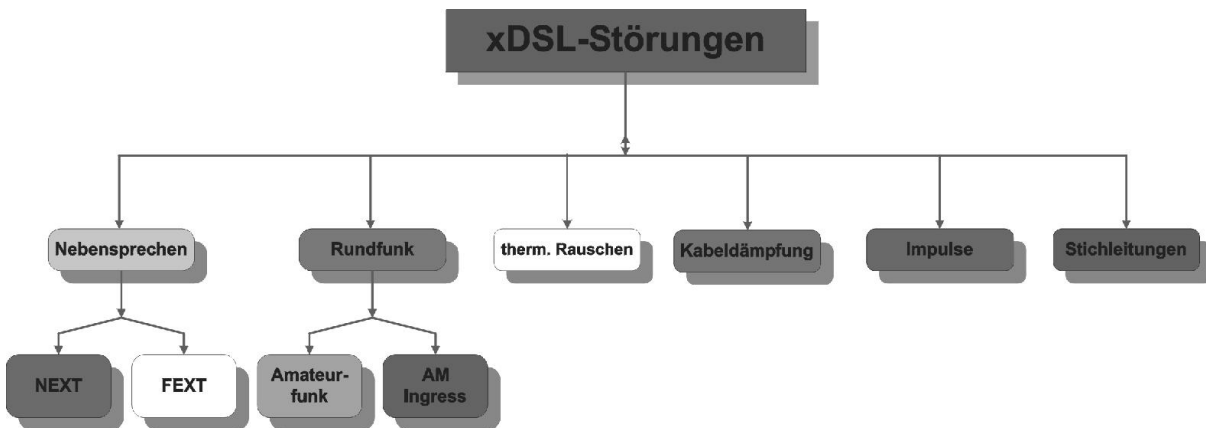 xDSL-Störungen
Nebensprechen
Rundfunk
therm. Rauschen
Kabeldämpfung
Impulse
Stichleitungen
NEXT
FEXT
Amateur-
funk
AM
Ingress